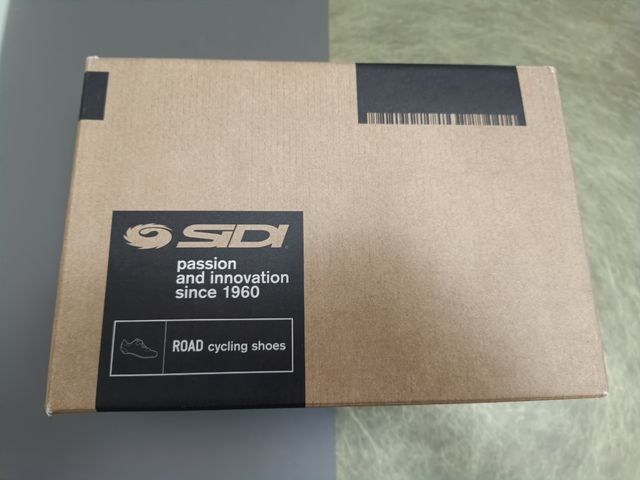 SIDI
passion
and innovation
since 1960
ROAD cycling shoes